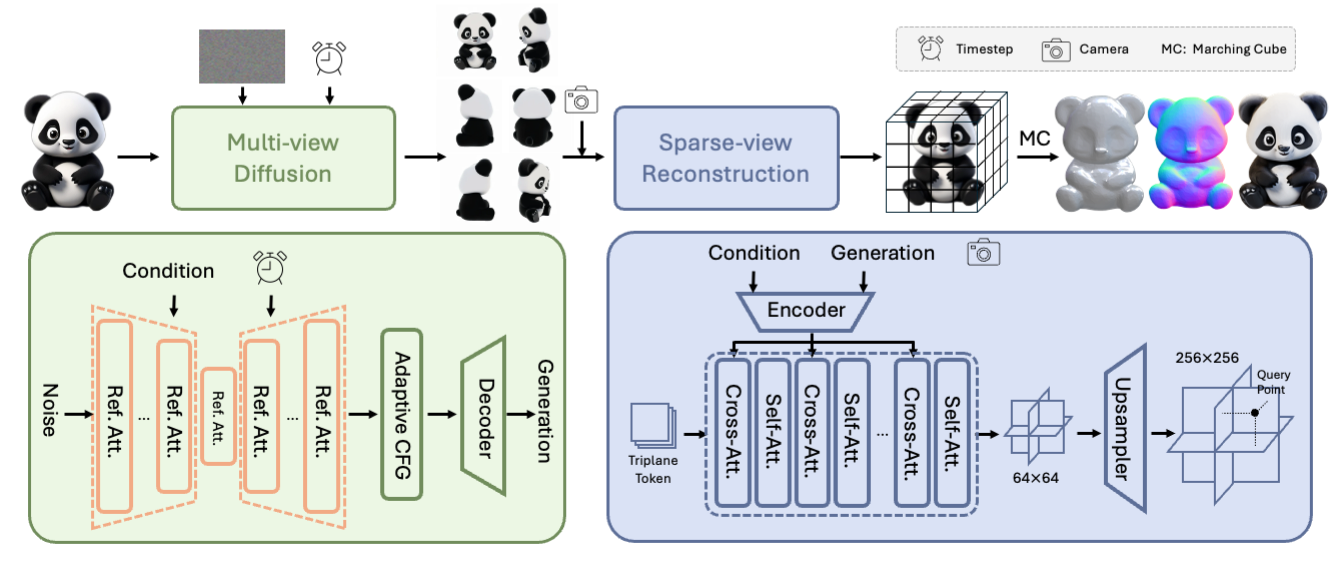 Timestep
Camera
MC: Marching Cube
Multi-view
Diffusion
Sparse-view
Reconstruction
MC
Condition
Noise
Ref. Att.
...
Ref. Att.
Ref. Att.
Ref. Att.
...
Ref. Att.
Adaptive CFG
Decoder
Generation
Condition
Generation
Encoder
Triplane
Token
Cross-Att.
Self-Att.
Cross-Att.
Self-Att.
...
Cross-Att.
Self-Att.
64×64
Upsampler
256×256
Query
Point